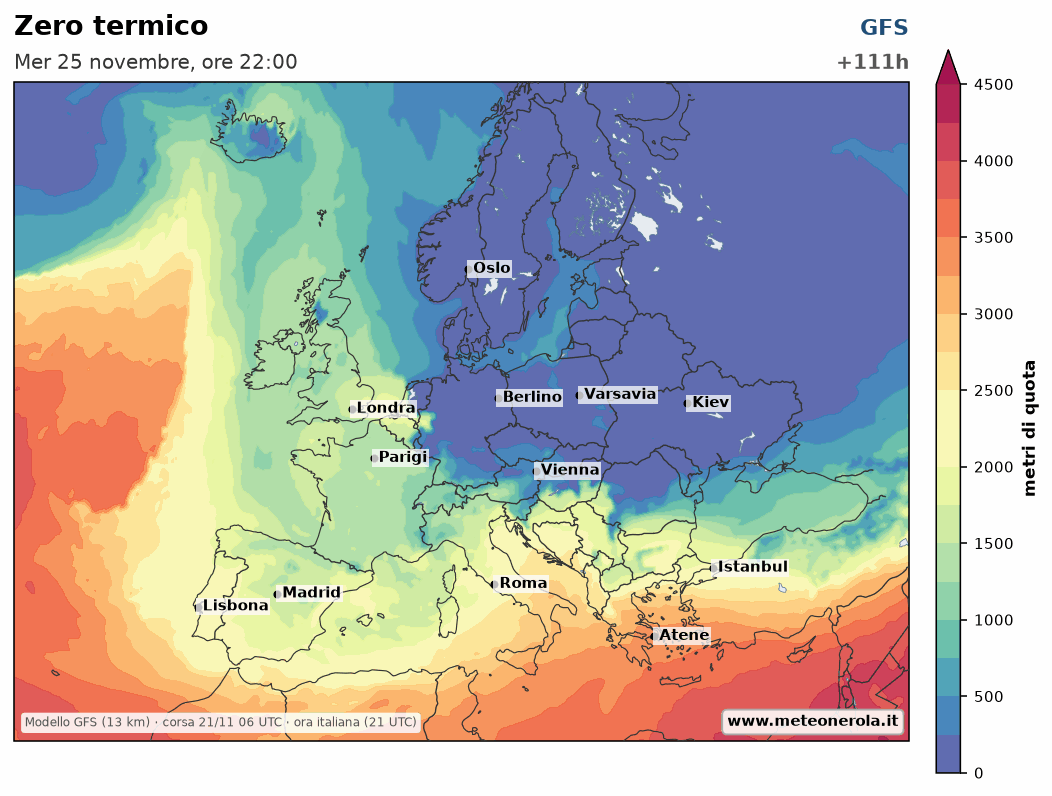 Zero termico
GFS
Mer 25 novembre, ore 22:00
+111h
Oslo
Londra
Berlino
Varsavia
Kiev
Parigi
Vienna
Istanbul
Roma
Madrid
Lisbona
Atene
Modello GFS (13 km) · corsa 21/11 06 UTC · ora italiana (21 UTC)
www.meteonerola.it
4500
4000
3500
3000
2500
2000
1500
1000
500
0
metri di quota